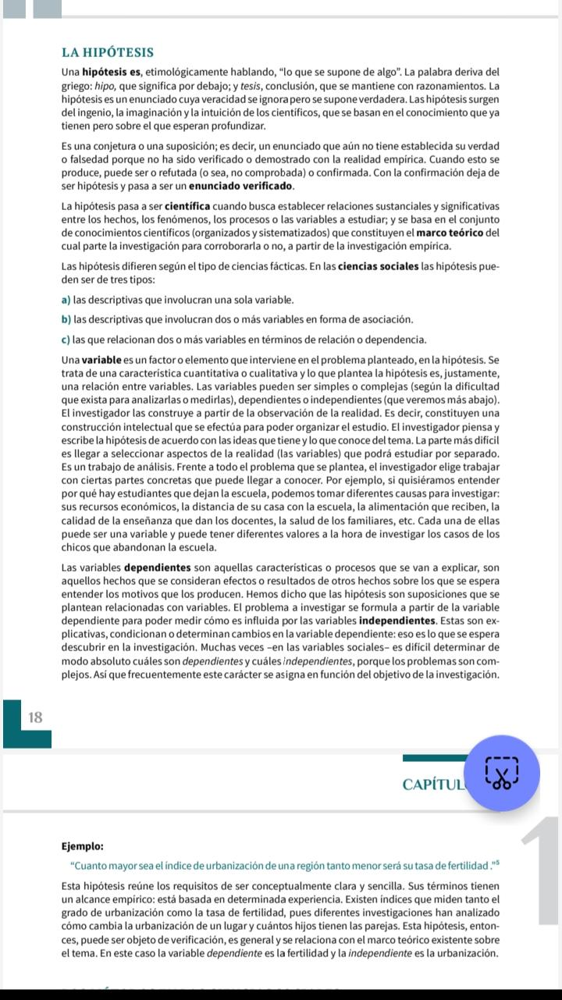 LA HIPÓTESIS
Una hipótesis es, etimológicamente hablando, “lo que se supone de algo”. La palabra deriva del
griego: hipo, que significa por debajo; y tesis, conclusión, que se mantiene con razonamientos. La
hipótesis es un enunciado cuya veracidad se ignora pero se supone verdadera. Las hipótesis surgen
del ingenio, la imaginación y la intuición de los científicos, que se basan en el conocimiento que ya
tienen pero sobre el que esperan profundizar.
Es una conjetura o una suposición; es decir, un enunciado que aún no tiene establecida su verdad
o falsedad porque no ha sido verificado o demostrado con la realidad empírica. Cuando esto se
produce, puede ser o refutada (o sea, no comprobada) o confirmada. Con la confirmación deja de
ser hipótesis y pasa a ser un enunciado verificado.
La hipótesis pasa a ser científica cuando busca establecer relaciones sustanciales y significativas
entre los hechos, los fenómenos, los procesos o las variables a estudiar; y se basa en el conjunto
de conocimientos científicos (organizados y sistematizados) que constituyen el marco teórico del
cual parte la investigación para corroborarla o no, a partir de la investigación empírica.
Las hipótesis difieren según el tipo de ciencias fácticas. En las ciencias sociales las hipótesis pue-
den ser de tres tipos:
a) las descriptivas que involucran una sola variable.
b) las descriptivas que involucran dos o más variables en forma de asociación.
c) las que relacionan dos o más variables en términos de relación o dependencia.
Una variable es un factor o elemento que interviene en el problema planteado, en la hipótesis. Se
trata de una característica cuantitativa o cualitativa y lo que plantea la hipótesis es, justamente,
una relación entre variables. Las variables pueden ser simples o complejas (según la dificultad
que exista para analizarlas o medirlas), dependientes o independientes (que veremos más abajo).
El investigador las construye a partir de la observación de la realidad. Es decir, constituyen una
construcción intelectual que se efectúa para poder organizar el estudio. El investigador piensa y
escribe la hipótesis de acuerdo con las ideas que tiene y lo que conoce del tema. La parte más difícil
es llegar a seleccionar aspectos de la realidad (las variables) que podrá estudiar por separado.
Es un trabajo de análisis. Frente a todo el problema que se plantea, el investigador elige trabajar
con ciertas partes concretas que puede llegar a conocer. Por ejemplo, si quisiéramos entender
por qué hay estudiantes que dejan la escuela, podemos tomar diferentes causas para investigar:
sus recursos económicos, la distancia de su casa con la escuela, la alimentación que reciben, la
calidad de la enseñanza que dan los docentes, la salud de los familiares, etc. Cada una de ellas
puede ser una variable y puede tener diferentes valores a la hora de investigar los casos de los
chicos que abandonan la escuela.
Las variables dependientes son aquellas características o procesos que se van a explicar, son
aquellos hechos que se consideran efectos o resultados de otros hechos sobre los que se espera
entender los motivos que los producen. Hemos dicho que las hipótesis son suposiciones que se
plantean relacionadas con variables. El problema a investigar se formula a partir de la variable
dependiente para poder medir cómo es influida por las variables independientes. Estas son ex-
plicativas, condicionan o determinan cambios en la variable dependiente: eso es lo que se espera
descubrir en la investigación. Muchas veces –en las variables sociales– es difícil determinar de
modo absoluto cuáles son dependientes y cuáles independientes, porque los problemas son com-
plejos. Así que frecuentemente este carácter se asigna en función del objetivo de la investigación.
18
CAPÍTUL
1
Ejemplo:
“Cuanto mayor sea el índice de urbanización de una región tanto menor será su tasa de fertilidad .”⁵
Esta hipótesis reúne los requisitos de ser conceptualmente clara y sencilla. Sus términos tienen
un alcance empírico: está basada en determinada experiencia. Existen índices que miden tanto el
grado de urbanización como la tasa de fertilidad, pues diferentes investigaciones han analizado
cómo cambia la urbanización de un lugar y cuántos hijos tienen las parejas. Esta hipótesis, enton-
ces, puede ser objeto de verificación, es general y se relaciona con el marco teórico existente sobre
el tema. En este caso la variable dependiente es la fertilidad y la independiente es la urbanización.